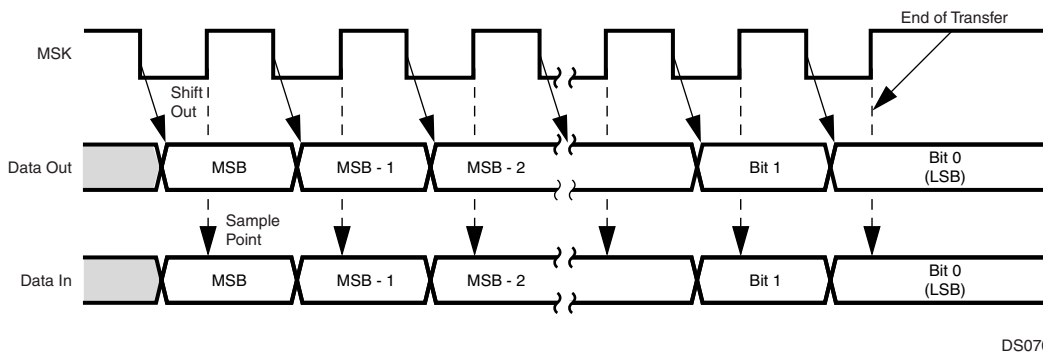 End of Transfer
MSK
Shift
Out
Data Out
MSB
MSB - 1
MSB - 2
Bit 1
Bit 0
(LSB)
Sample
Point
Data In
MSB
MSB - 1
MSB - 2
Bit 1
Bit 0
(LSB)